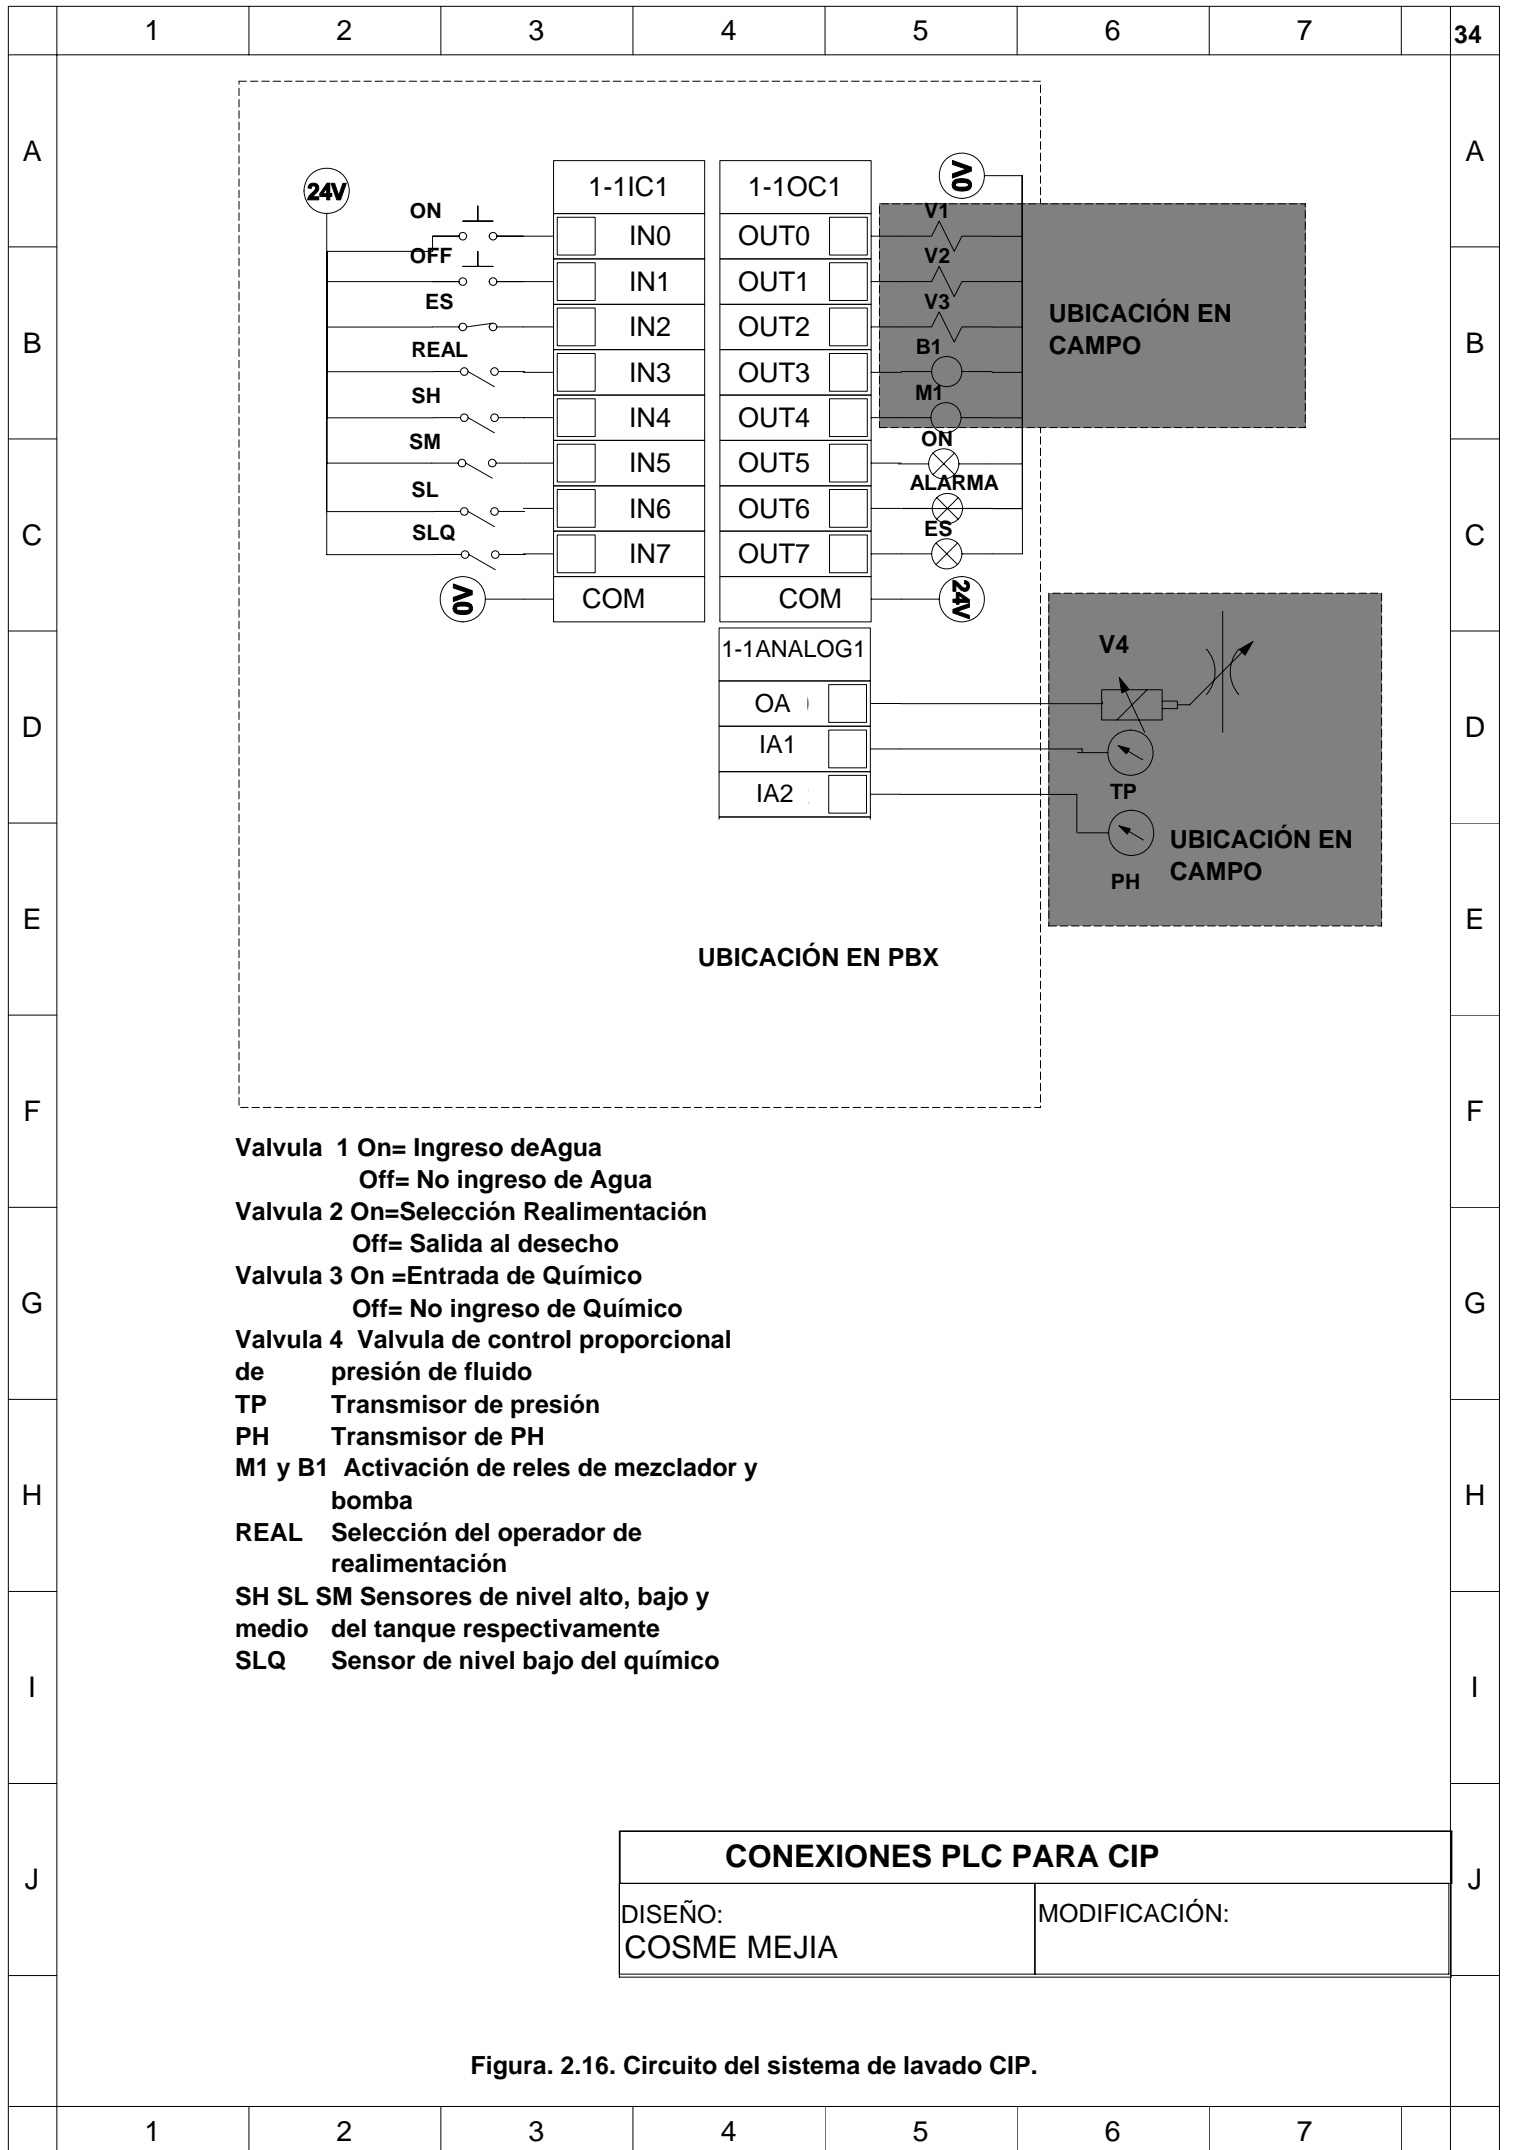 1 2 3 4 5 6 7 34
A A
24V
1-1IC1 1-1OC1
0V
ON IN0 OUT0 V1
OFF IN1 OUT1 V2
ES IN2 OUT2 V3
UBICACIÓN EN
CAMPO
B B
REAL IN3 OUT3 B1
SH IN4 OUT4 M1
SM IN5 OUT5 ON
SL IN6 OUT6 ALARMA
C C
SLQ IN7 OUT7 ES
0V COM COM 24V
1-1ANALOG1
V4
OA
D D
IA1
IA2 TP
UBICACIÓN EN
CAMPO
PH
E E
UBICACIÓN EN PBX
F F
Valvula 1 On= Ingreso deAgua
Off= No ingreso de Agua
Valvula 2 On=Selección Realimentación
Off= Salida al desecho
Valvula 3 On =Entrada de Químico
G G
Off= No ingreso de Químico
Valvula 4 Valvula de control proporcional
de presión de fluido
TP Transmisor de presión
PH Transmisor de PH
M1 y B1 Activación de reles de mezclador y
H H
bomba
REAL Selección del operador de
realimentación
SH SL SM Sensores de nivel alto, bajo y
medio del tanque respectivamente
SLQ Sensor de nivel bajo del químico
I I
CONEXIONES PLC PARA CIP
J J
DISEÑO: MODIFICACIÓN:
COSME MEJIA
Figura. 2.16. Circuito del sistema de lavado CIP.
1 2 3 4 5 6 7